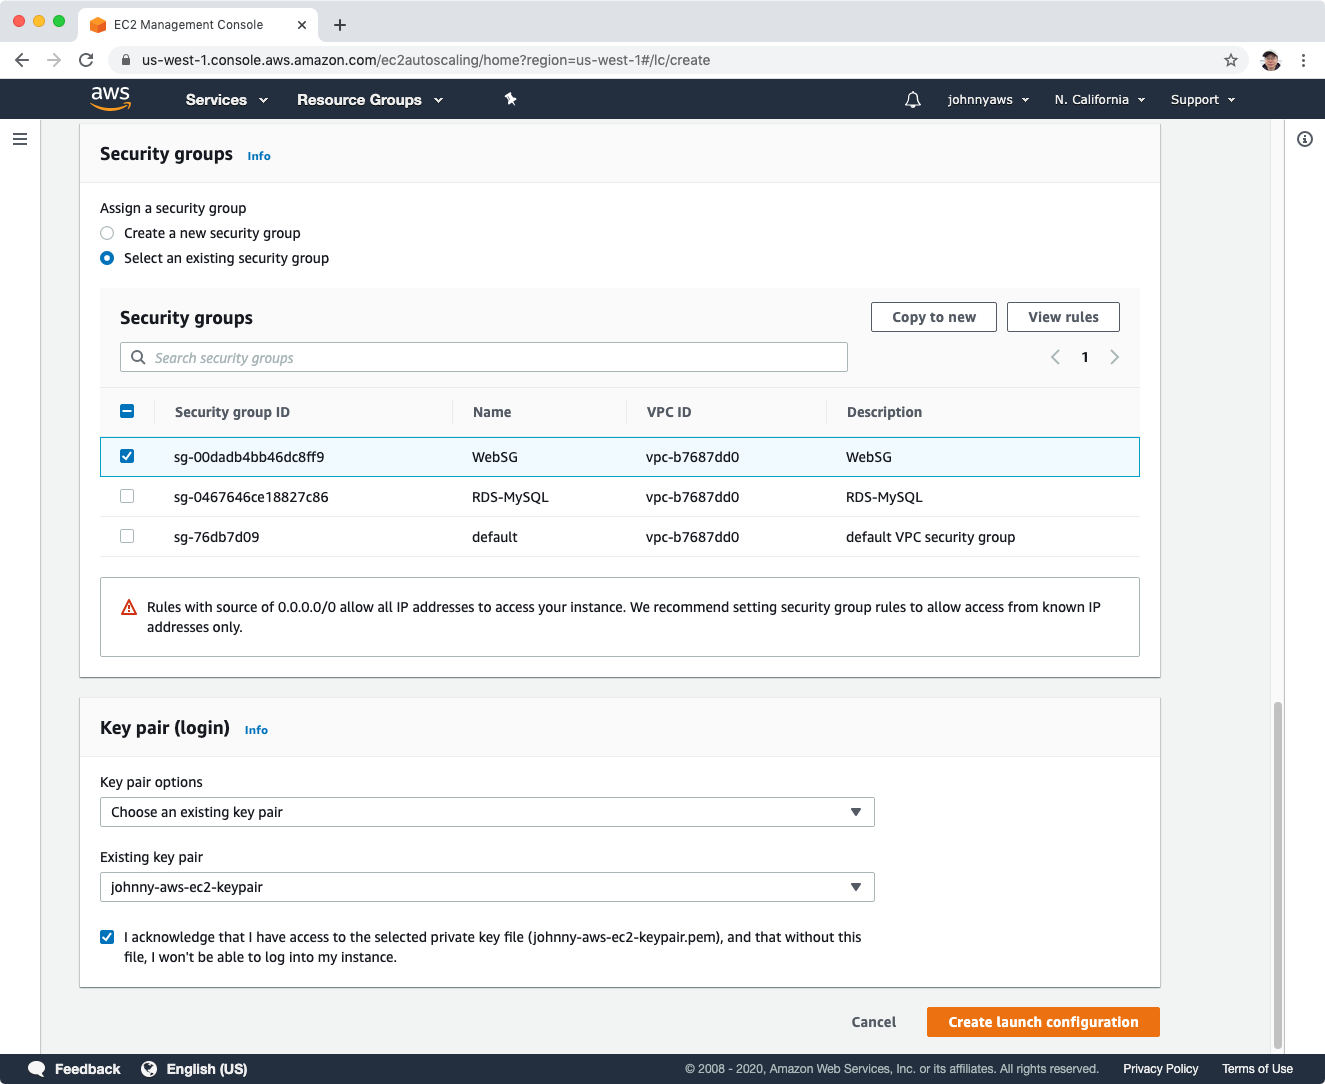 EC2 Management Console
us-west-1.console.aws.amazon.com/ec2autoscaling/home?region=us-west-1#/lc/create
aws Services Resource Groups johnnyaws N. California Support
Security groups Info
Assign a security group
Create a new security group
Select an existing security group
Security groups Copy to new View rules
Search security groups 1
Security group ID Name VPC ID Description
sg-00dadb4bb46dc8ff9 WebSG vpc-b7687dd0 WebSG
sg-0467646ce18827c86 RDS-MySQL vpc-b7687dd0 RDS-MySQL
sg-76db7d09 default vpc-b7687dd0 default VPC security group
Rules with source of 0.0.0.0/0 allow all IP addresses to access your instance. We recommend setting security group rules to allow access from known IP
addresses only.
Key pair (login) Info
Key pair options
Choose an existing key pair
Existing key pair
johnny-aws-ec2-keypair
I acknowledge that I have access to the selected private key file (johnny-aws-ec2-keypair.pem), and that without this
file, I won't be able to log into my instance.
Cancel Create launch configuration
Feedback English (US) © 2008 - 2020, Amazon Web Services, Inc. or its affiliates. All rights reserved. Privacy Policy Terms of Use